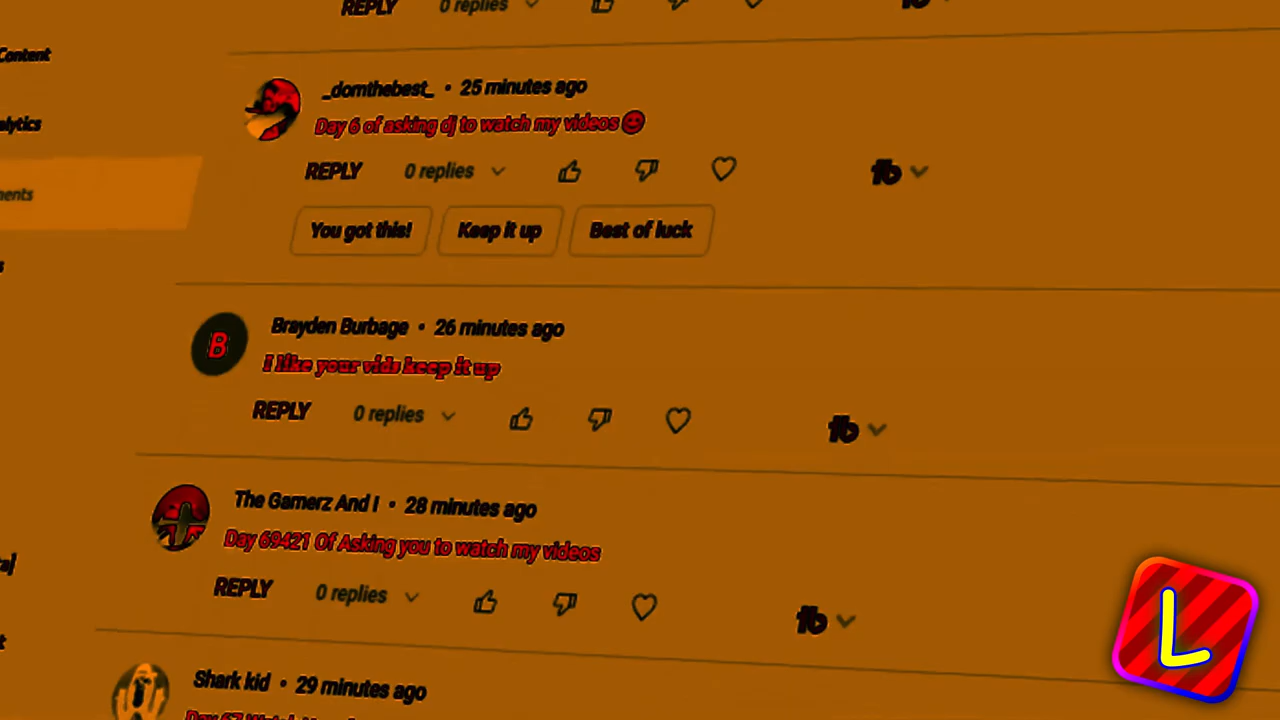 REPLY 0 replies
Content
_domthebest_ • 25 minutes ago
Day 6 of asking dj to watch my videos
REPLY 0 replies
You got this! Keep it up Best of luck
B
Brayden Burbage • 26 minutes ago
I like your vids keep it up
REPLY 0 replies
The Gamerz And I • 28 minutes ago
Day 69421 Of Asking you to watch my videos
REPLY 0 replies
L
Shark kid • 29 minutes ago